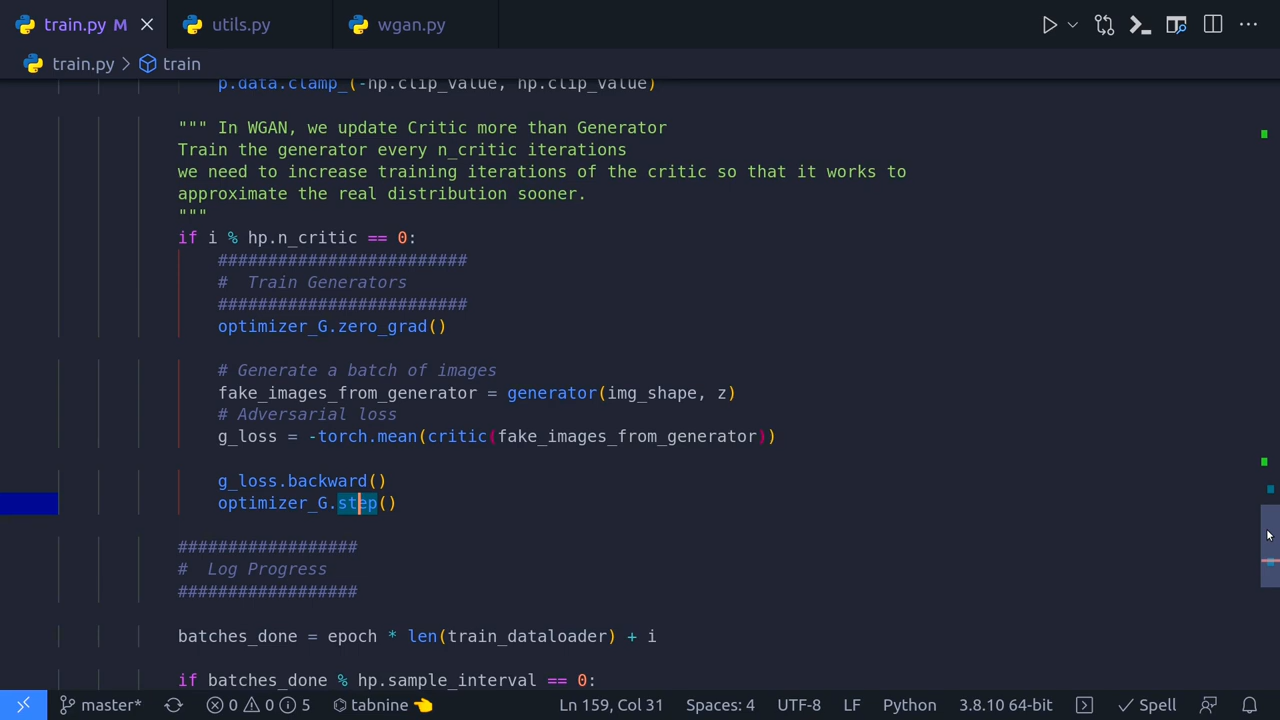 train.py M
utils.py
wgan.py
train.py > train
p.data.clamp_(-hp.clip_value, hp.clip_value)
""" In WGAN, we update Critic more than Generator
Train the generator every n_critic iterations
we need to increase training iterations of the critic so that it works to
approximate the real distribution sooner.
"""
if i % hp.n_critic == 0:
#########################
#  Train Generators
#########################
optimizer_G.zero_grad()
# Generate a batch of images
fake_images_from_generator = generator(img_shape, z)
# Adversarial loss
g_loss = -torch.mean(critic(fake_images_from_generator))
g_loss.backward()
optimizer_G.step()
##################
#  Log Progress
##################
batches_done = epoch * len(train_dataloader) + i
if batches_done % hp.sample_interval == 0:
master* 0 0 5 tabnine Ln 159, Col 31 Spaces: 4 UTF-8 LF Python 3.8.10 64-bit Spell